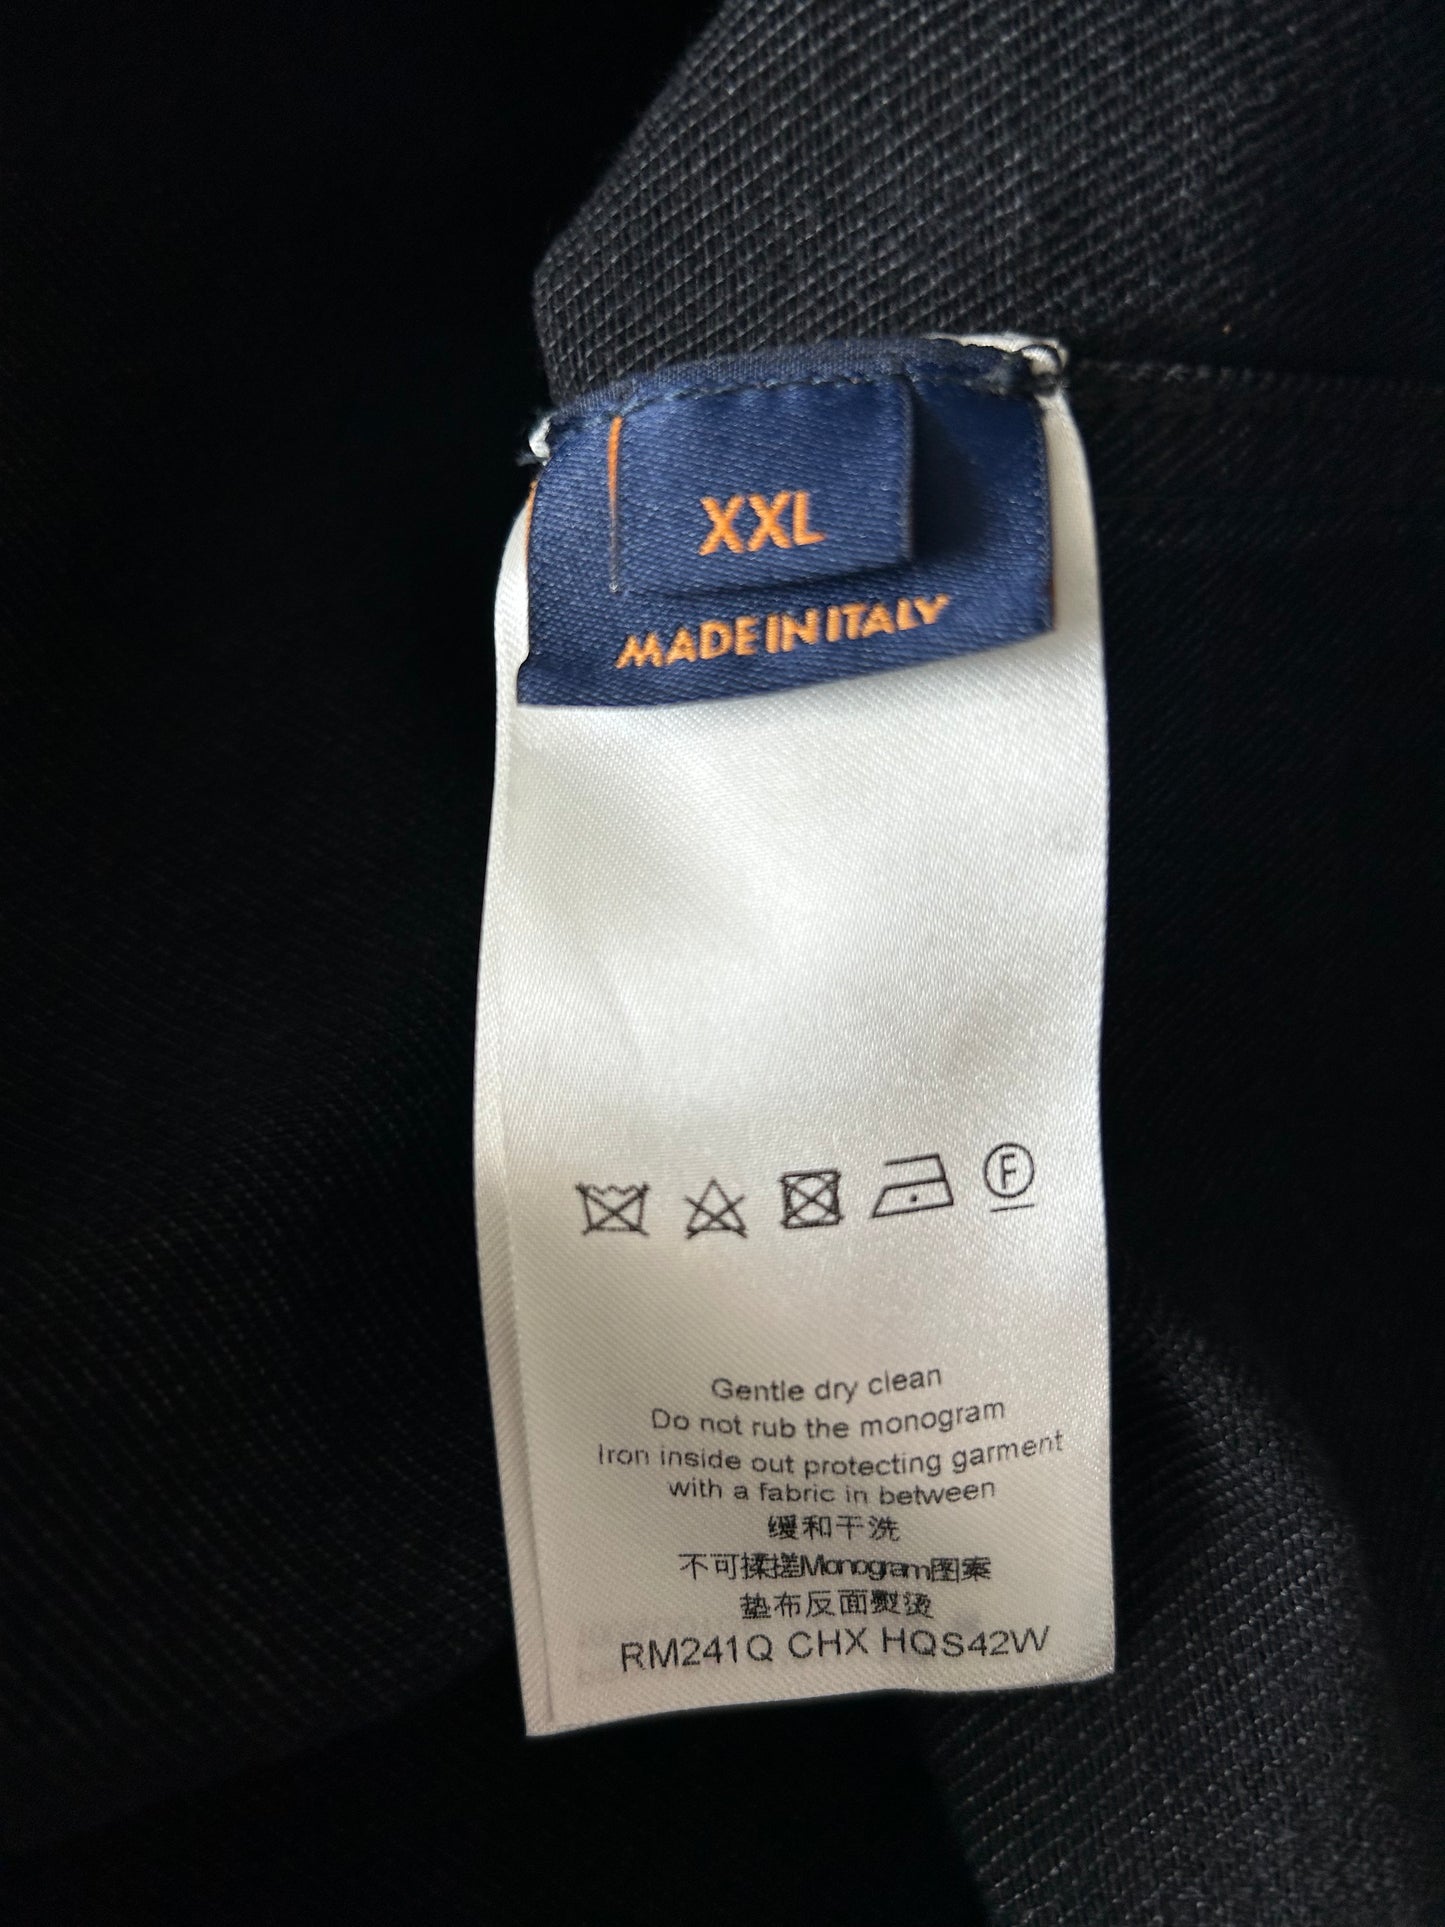 XXL
MADE IN ITALY
F
Gentle dry clean
Do not rub the monogram
Iron inside out protecting garment
with a fabric in between
缓和干洗
不可揉搓Monogram图案
垫布反面熨烫
RM241Q CHX HQS42W